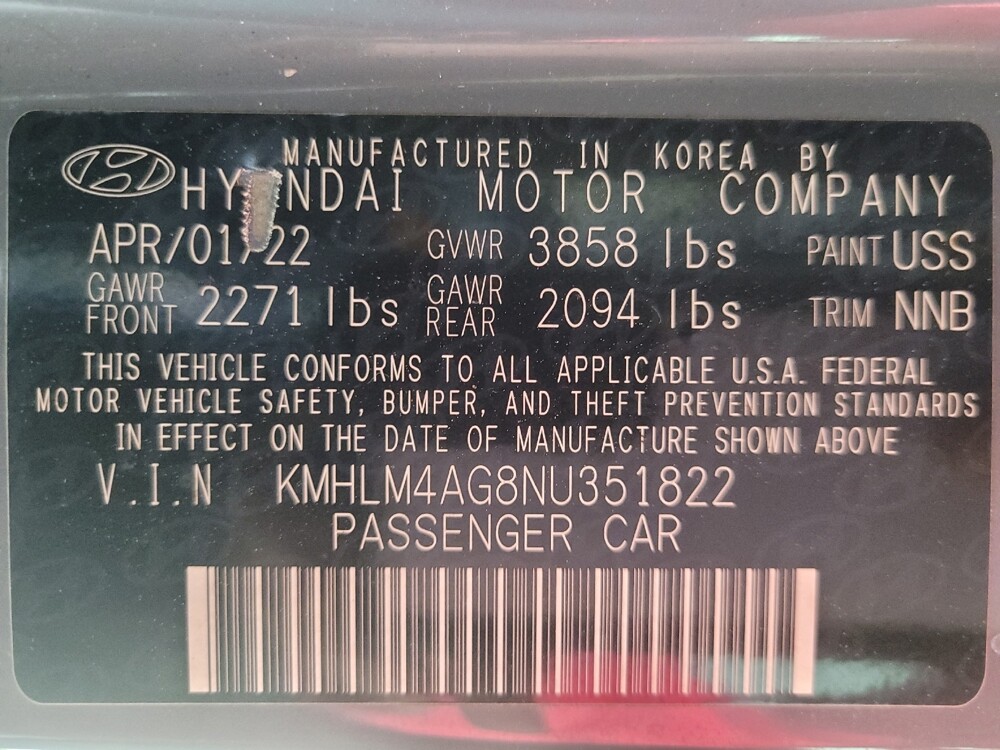 MANUFACTURED IN KOREA BY
HYUNDAI MOTOR COMPANY
APR/01/22 GVWR 3858 lbs PAINT USS
GAWR FRONT 2271 lbs GAWR REAR 2094 lbs TRIM NNB
THIS VEHICLE CONFORMS TO ALL APPLICABLE U.S.A. FEDERAL
MOTOR VEHICLE SAFETY, BUMPER, AND THEFT PREVENTION STANDARDS
IN EFFECT ON THE DATE OF MANUFACTURE SHOWN ABOVE
V.I.N KMHLM4AG8NU351822
PASSENGER CAR